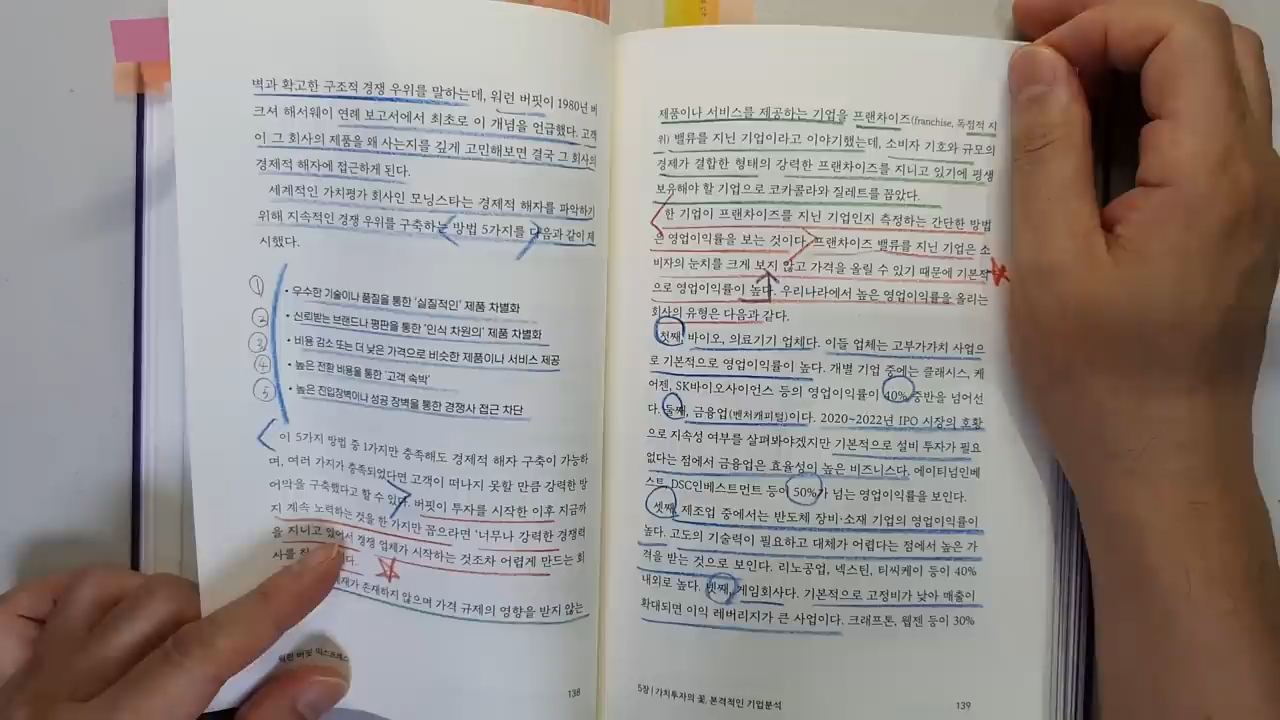 벽과 확고한 구조적 경쟁 우위를 말하는데, 워런 버핏이 1980년 버
크셔 해서웨이 연례 보고서에서 최초로 이 개념을 언급했다. 고객
이 그 회사의 제품을 왜 사는지를 깊게 고민해보면 결국 그 회사의
경제적 해자에 접근하게 된다.
세계적인 가치평가 회사인 모닝스타는 경제적 해자를 파악하기
위해 지속적인 경쟁 우위를 구축하는 방법 5가지를 다음과 같이 제
시했다.
① • 우수한 기술이나 품질을 통한 '실질적인' 제품 차별화
② • 신뢰받는 브랜드나 평판을 통한 '인식 차원의' 제품 차별화
③ • 비용 감소 또는 더 낮은 가격으로 비슷한 제품이나 서비스 제공
④ • 높은 전환 비용을 통한 '고객 속박'
⑤ • 높은 진입장벽이나 성공 장벽을 통한 경쟁사 접근 차단
이 5가지 방법 중 1가지만 충족해도 경제적 해자 구축이 가능하
며, 여러 가지가 충족되었다면 고객이 떠나지 못할 만큼 강력한 방
어막을 구축했다고 할 수 있다. 버핏이 투자를 시작한 이후 지금까
지 계속 노력하는 것을 한 가지만 꼽으라면 '너무나 강력한 경쟁력
을 지니고 있어서 경쟁 업체가 시작하는 것조차 어렵게 만드는 회
사를
다.
재가 존재하지 않으며 가격 규제의 영향을 받지 않는
워런 버핏 익스프레스
138
제품이나 서비스를 제공하는 기업을 프랜차이즈(franchise, 독점적 지
위) 밸류를 지닌 기업이라고 이야기했는데, 소비자 기호와 규모의
경제가 결합한 형태의 강력한 프랜차이즈를 지니고 있기에 평생
보유해야 할 기업으로 코카콜라와 질레트를 꼽았다.
한 기업이 프랜차이즈를 지닌 기업인지 측정하는 간단한 방법
은 영업이익률을 보는 것이다. 프랜차이즈 밸류를 지닌 기업은 소
비자의 눈치를 크게 보지 않고 가격을 올릴 수 있기 때문에 기본적
으로 영업이익률이 높다. 우리나라에서 높은 영업이익률을 올리는
회사의 유형은 다음과 같다.
첫째, 바이오, 의료기기 업체다. 이들 업체는 고부가가치 사업으
로 기본적으로 영업이익률이 높다. 개별 기업 중에는 클래시스, 케
어젠, SK바이오사이언스 등의 영업이익률이 40% 중반을 넘어선
다. 둘째, 금융업(벤처캐피털)이다. 2020~2022년 IPO 시장의 호황
으로 지속성 여부를 살펴봐야겠지만 기본적으로 설비 투자가 필요
없다는 점에서 금융업은 효율성이 높은 비즈니스다. 에이티넘인베
스트, DSC인베스트먼트 등이 50%가 넘는 영업이익률을 보인다.
셋째, 제조업 중에서는 반도체 장비·소재 기업의 영업이익률이
높다. 고도의 기술력이 필요하고 대체가 어렵다는 점에서 높은 가
격을 받는 것으로 보인다. 리노공업, 넥스틴, 티씨케이 등이 40%
내외로 높다. 넷째, 게임회사다. 기본적으로 고정비가 낮아 매출이
확대되면 이익 레버리지가 큰 사업이다. 크래프톤, 웹젠 등이 30%
5장 | 가치투자의 꽃, 본격적인 기업분석
139